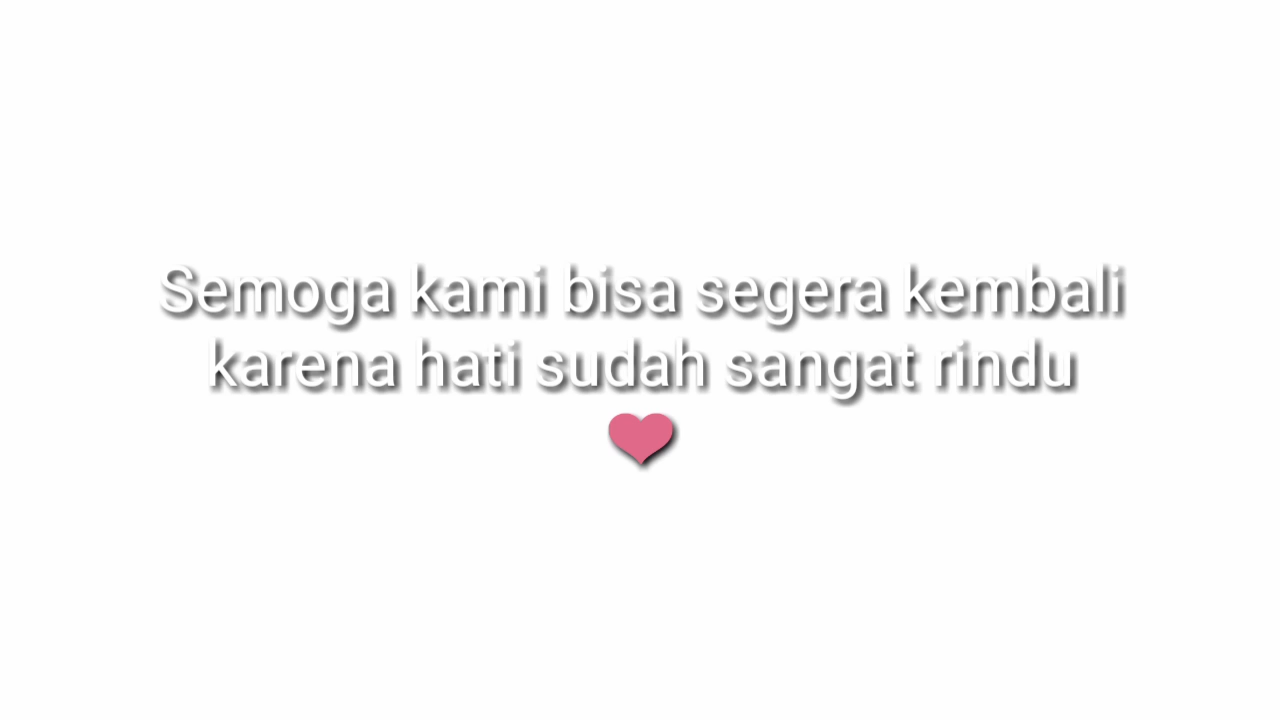 Semoga kami bisa segera kembali
karena hati sudah sangat rindu
❤